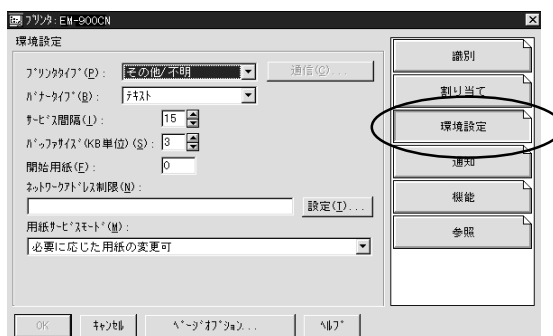 ﾌﾟﾘﾝﾀ:EM-900CN
環境設定
ﾌﾟﾘﾝﾀﾀｲﾌﾟ(P): その他/不明 通信(C)...
ﾊﾞﾅｰﾀｲﾌﾟ(B): ﾃｷｽﾄ
ｻｰﾋﾞｽ間隔(I): 15
ﾊﾞｯﾌｧｻｲｽﾞ(KB単位)(S): 3
開始用紙(F): 0
ﾈｯﾄﾜｰｸｱﾄﾞﾚｽ制限(N):
設定(T)...
用紙ｻｰﾋﾞｽﾓｰﾄﾞ(M):
必要に応じた用紙の変更可
識別
割り当て
環境設定
通知
機能
参照
OK ｷｬﾝｾﾙ ﾍﾟｰｼﾞｵﾌﾟｼｮﾝ... ﾍﾙﾌﾟ